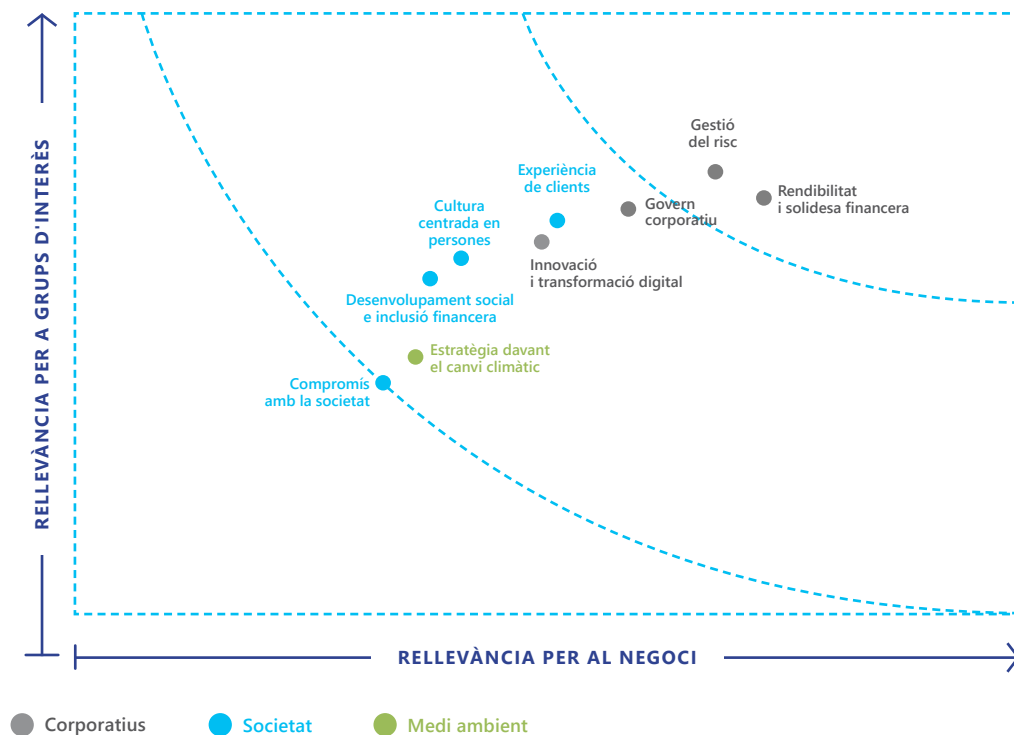 RELLEVÀNCIA PER A GRUPS D'INTERÈS
Gestió
del risc
Experiència
de clients
Rendibilitat
i solidesa financera
Govern
corporatiu
Cultura
centrada en
persones
Innovació
i transformació digital
Desenvolupament social
e inclusió financera
Estratègia davant
el canvi climàtic
Compromís
amb la societat
RELLEVÀNCIA PER AL NEGOCI
Corporatius
Societat
Medi ambient